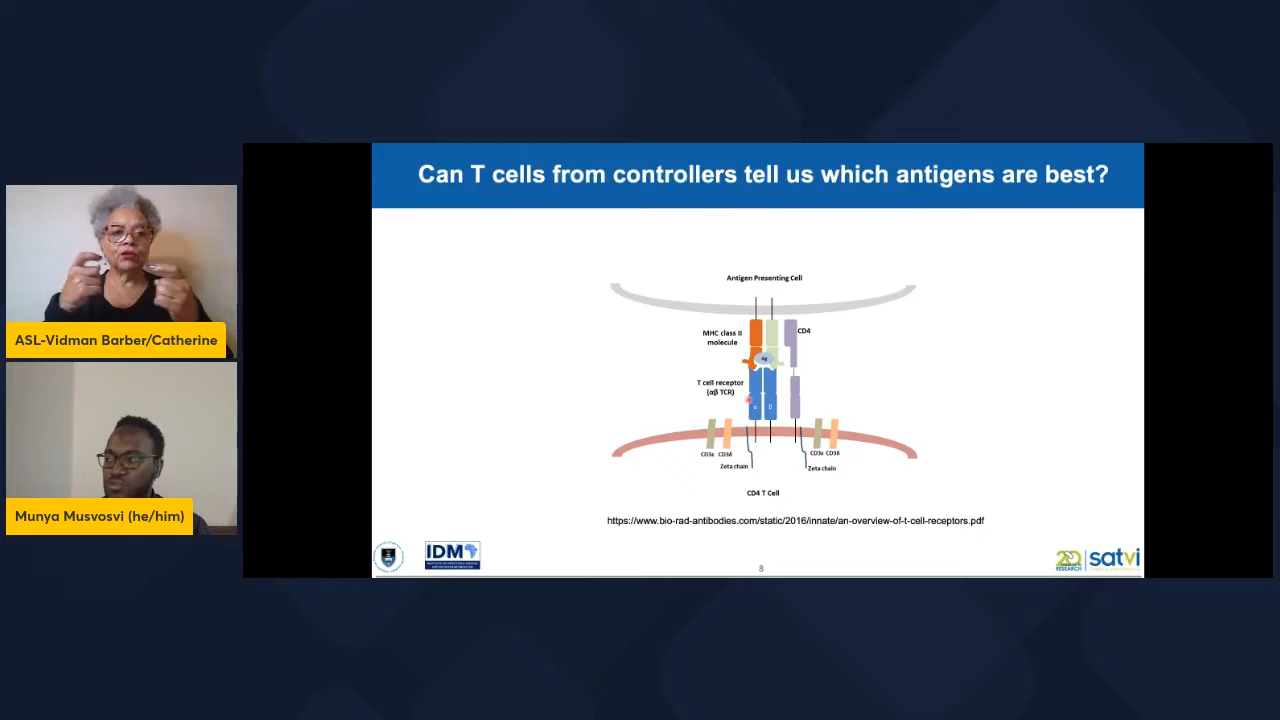 Can T cells from controllers tell us which antigens are best?
ASL-Vidman Barber/Catherine
Munya Musvosvi (he/him)
Antigen Presenting Cell
MHC class II
molecule
CD4
Ag
T cell receptor
(αβ TCR)
α
CD3ε CD3δ
CD3ε CD3δ
Zeta chain
Zeta chain
CD4 T Cell
https://www.bio-rad-antibodies.com/static/2016/innate/an-overview-of-t-cell-receptors.pdf
IDM
20
RESEARCH
satvi
8